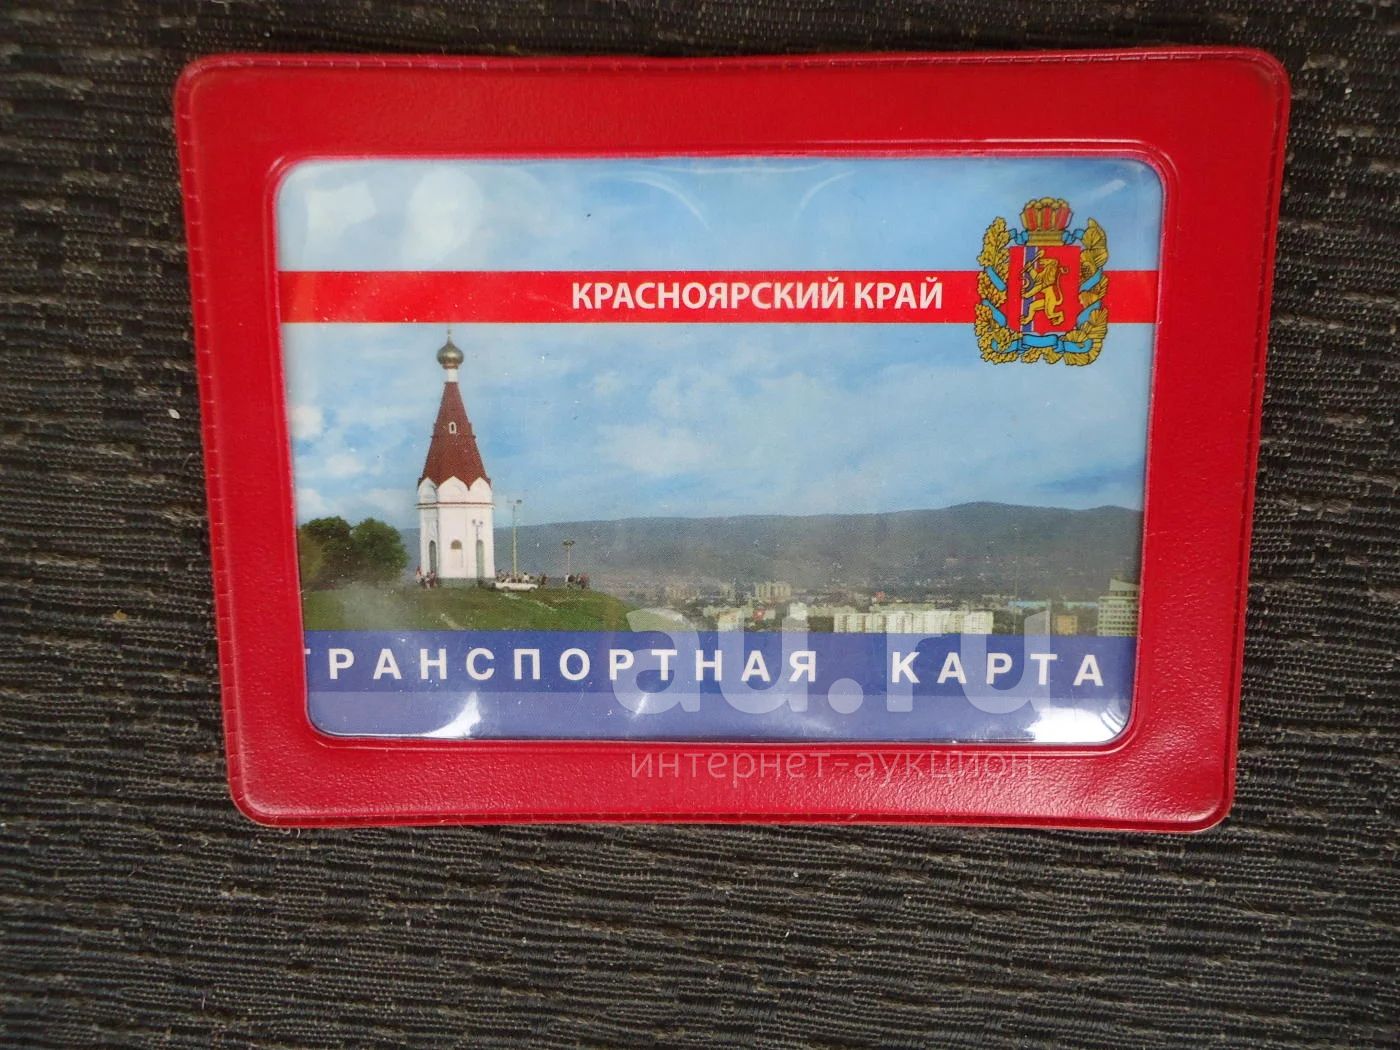 КРАСНОЯРСКИЙ КРАЙ
ТРАНСПОРТНАЯ КАРТА
au.ru
интернет-аукцион